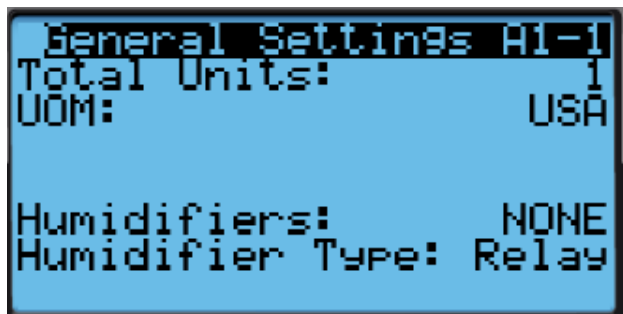 General Settings A1-1
Total Units: 1
UOM: USA
Humidifiers: NONE
Humidifier Type: Relay